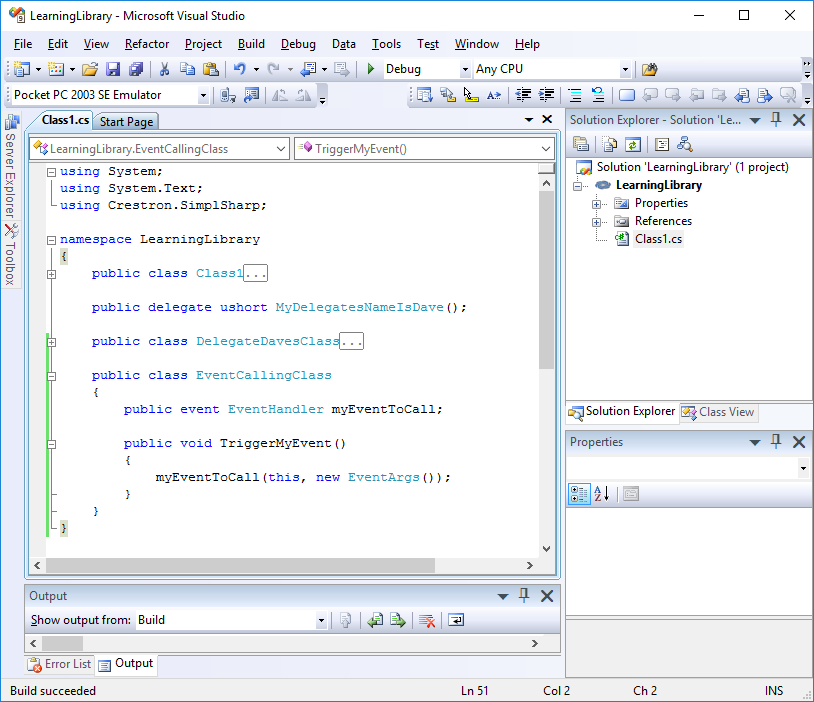 LearningLibrary - Microsoft Visual Studio
File Edit View Refactor Project Build Debug Data Tools Test Window Help
Debug Any CPU
Pocket PC 2003 SE Emulator
Server Explorer
Toolbox
Class1.cs Start Page
LearningLibrary.EventCallingClass TriggerMyEvent()
using System;
using System.Text;
using Crestron.SimplSharp;
namespace LearningLibrary
{
public class Class1...
public delegate ushort MyDelegatesNameIsDave();
public class DelegateDavesClass...
public class EventCallingClass
{
public event EventHandler myEventToCall;
public void TriggerMyEvent()
{
myEventToCall(this, new EventArgs());
}
}
}
Solution Explorer - Solution 'Le...
Solution 'LearningLibrary' (1 project)
LearningLibrary
Properties
References
Class1.cs
Solution Explorer Class View
Properties
Output
Show output from: Build
Error List Output
Build succeeded Ln 51 Col 2 Ch 2 INS